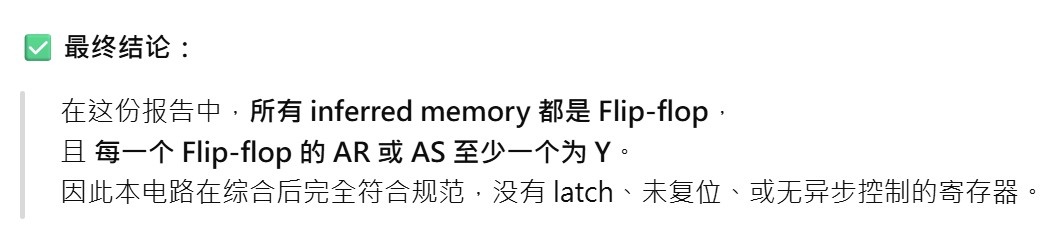 ✅ 最终结论：
在这份报告中，所有 inferred memory 都是 Flip-flop，
且 每一个 Flip-flop 的 AR 或 AS 至少一个为 Y。
因此本电路在综合后完全符合规范，没有 latch、未复位、或无异步控制的寄存器。